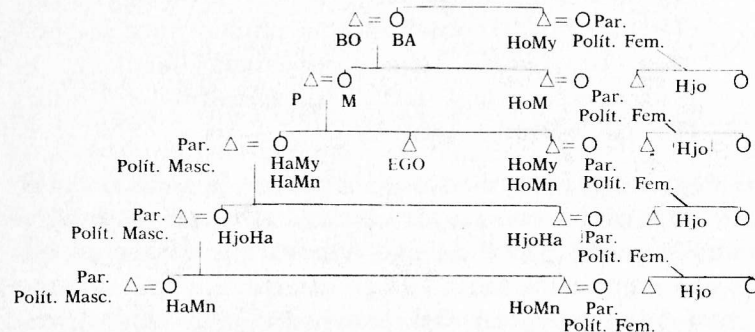 Par.
BO BA HoMy Polít. Fem.
Hjo
P M HoM Par.
Polít. Fem.
Par. Hjo
Polít. Masc. HaMy EGO HoMy Par.
HaMn HoMn Polít. Fem.
Par. Hjo
Polít. Masc. HjoHa HjoHa Par.
Polít. Fem.
Par. Hjo
Polít. Masc. HaMn HoMn Par.
Polít. Fem.